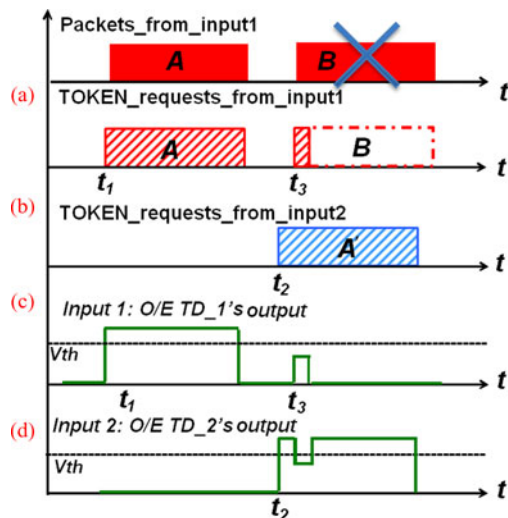 Packets_from_input1
A
B
t
(a)
TOKEN_requests_from_input1
A
B
t
t1
t3
(b)
TOKEN_requests_from_input2
A'
t
t2
(c)
Input 1: O/E TD_1's output
Vth
t
t1
t3
(d)
Input 2: O/E TD_2's output
Vth
t
t2